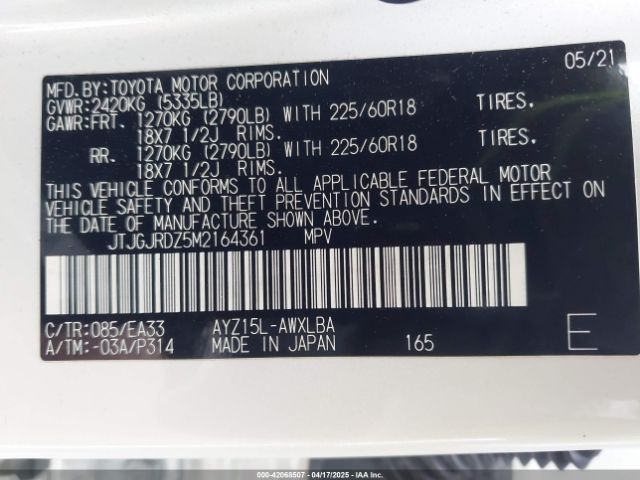 MFD.BY:TOYOTA MOTOR CORPORATION 05/21
GVWR:2420KG (5335LB)
GAWR:FRT. 1270KG (2790LB) WITH 225/60R18 TIRES.
18X7 1/2J RIMS.
RR. 1270KG (2790LB) WITH 225/60R18 TIRES.
18X7 1/2J RIMS.
THIS VEHICLE CONFORMS TO ALL APPLICABLE FEDERAL MOTOR
VEHICLE SAFETY AND THEFT PREVENTION STANDARDS IN EFFECT ON
THE DATE OF MANUFACTURE SHOWN ABOVE.
JTJGJRDZ5M2164361 MPV
C/TR:085/EA33 AYZ15L-AWXLBA E
A/TM:-03A/P314 MADE IN JAPAN 165
000-42068507 | 04/17/2025 | IAA Inc.